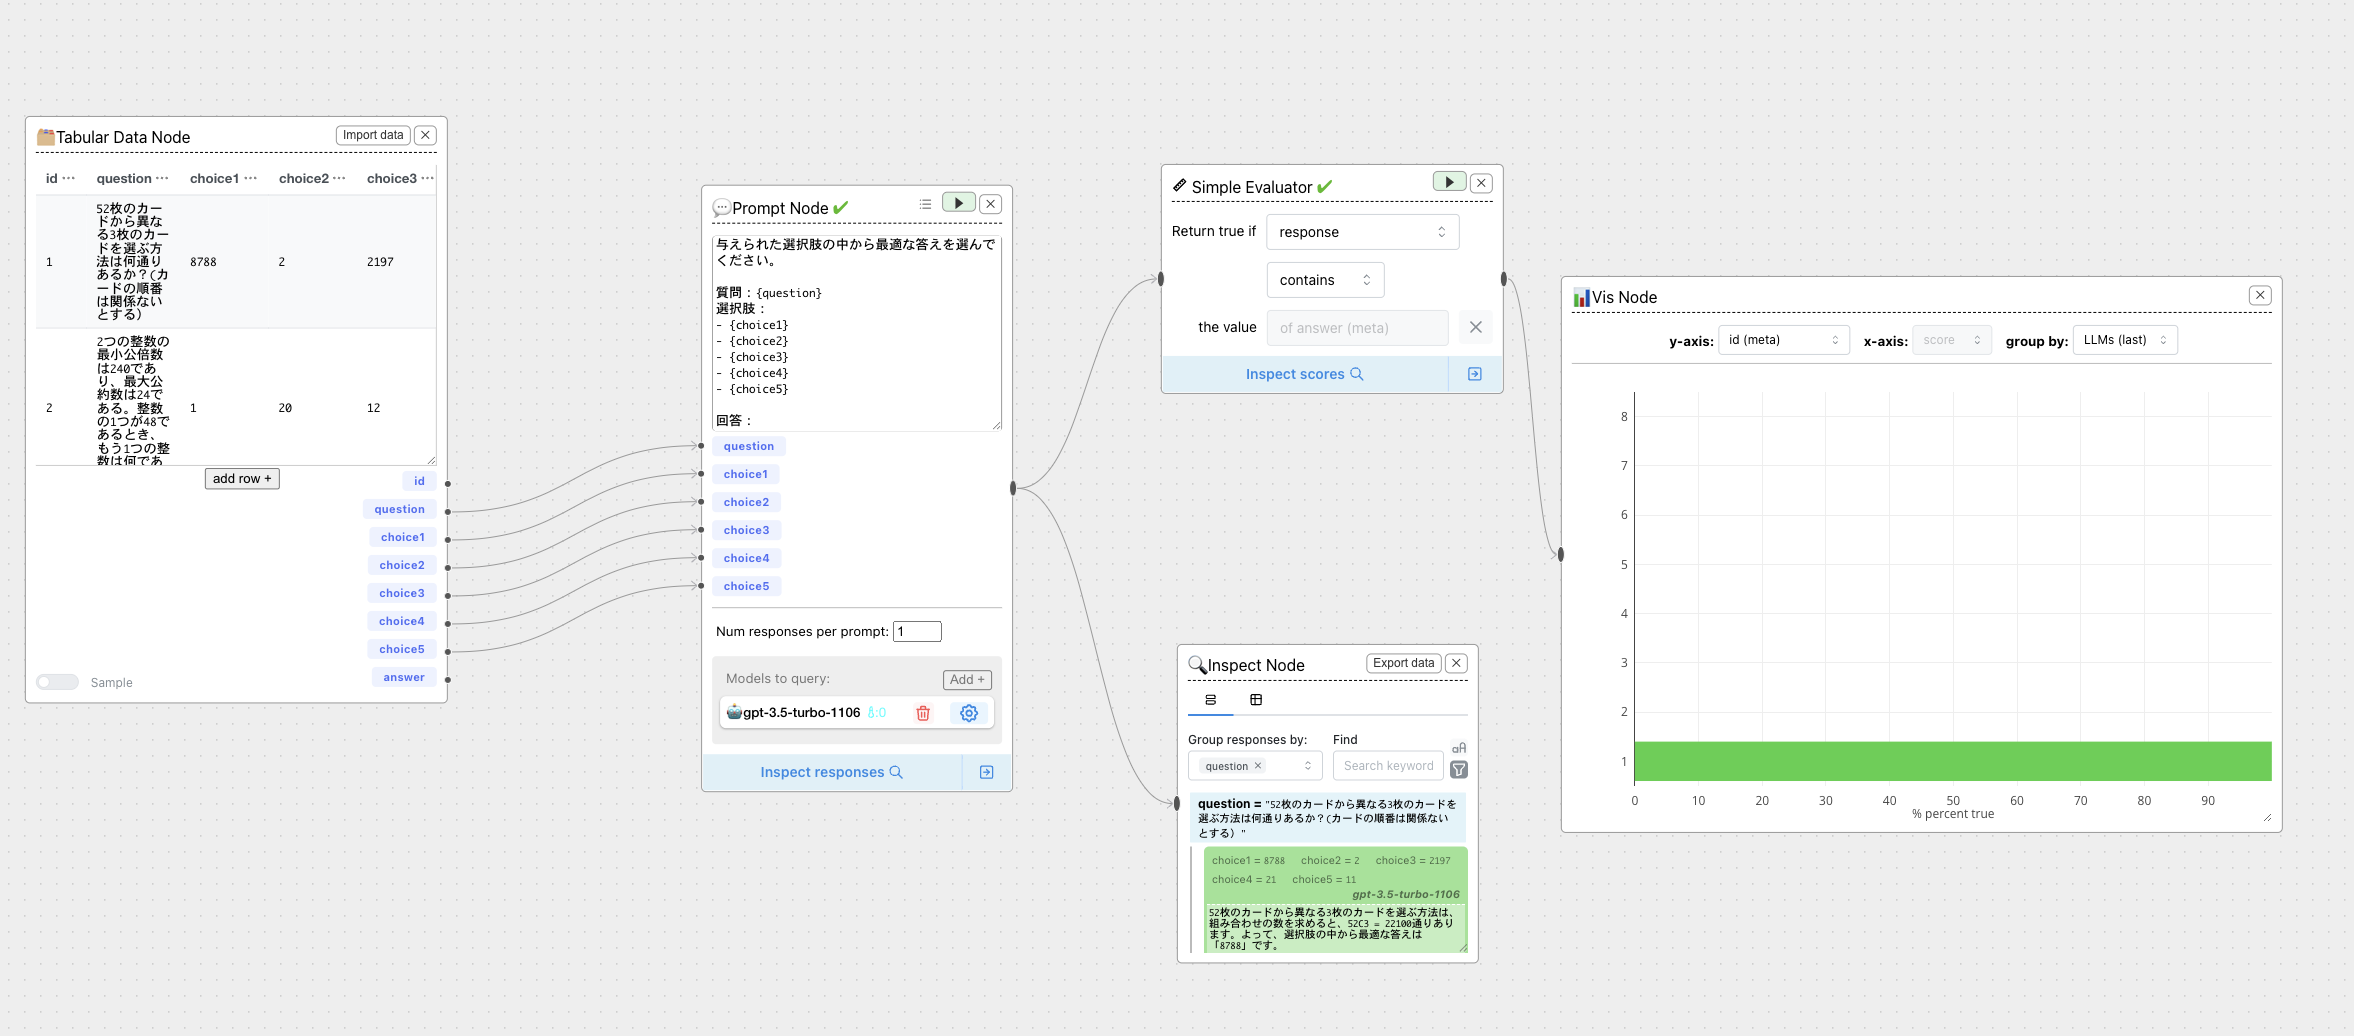 Tabular Data Node
Import data
id ···
question ···
choice1 ···
choice2 ···
choice3 ···
1
52枚のカー
ドから異な
る3枚のカー
ドを選ぶ方
法は何通り
あるか？(カ
ードの順番
は関係ない
とする)
8788
2
2197
2
2つの整数の
最小公倍数
は240であ
り、最大公
約数は24で
ある。整数
の1つが48で
あるとき、
もう1つの整
数は何であ
1
20
12
add row +
id
question
choice1
choice2
choice3
choice4
choice5
answer
Sample
Prompt Node
与えられた選択肢の中から最適な答えを選んで
ください。
質問：{question}
選択肢：
- {choice1}
- {choice2}
- {choice3}
- {choice4}
- {choice5}
回答：
question
choice1
choice2
choice3
choice4
choice5
Num responses per prompt: 1
Models to query:
Add +
gpt-3.5-turbo-1106
:0
Inspect responses
Simple Evaluator
Return true if
response
contains
the value
of answer (meta)
Inspect scores
Inspect Node
Export data
Group responses by:
Find
question ×
Search keyword
question = "52枚のカードから異なる3枚のカードを
選ぶ方法は何通りあるか？(カードの順番は関係ない
とする) "
choice1 = 8788 choice2 = 2 choice3 = 2197
choice4 = 21 choice5 = 11
gpt-3.5-turbo-1106
52枚のカードから異なる3枚のカードを選ぶ方法は、
組み合わせの数を求めると、52C3 = 22100通りあり
ます。よって、選択肢の中から最適な答えは
「8788」です。
Vis Node
y-axis: id (meta)
x-axis: score
group by: LLMs (last)
8
7
6
5
4
3
2
1
0 10 20 30 40 50 60 70 80 90
% percent true